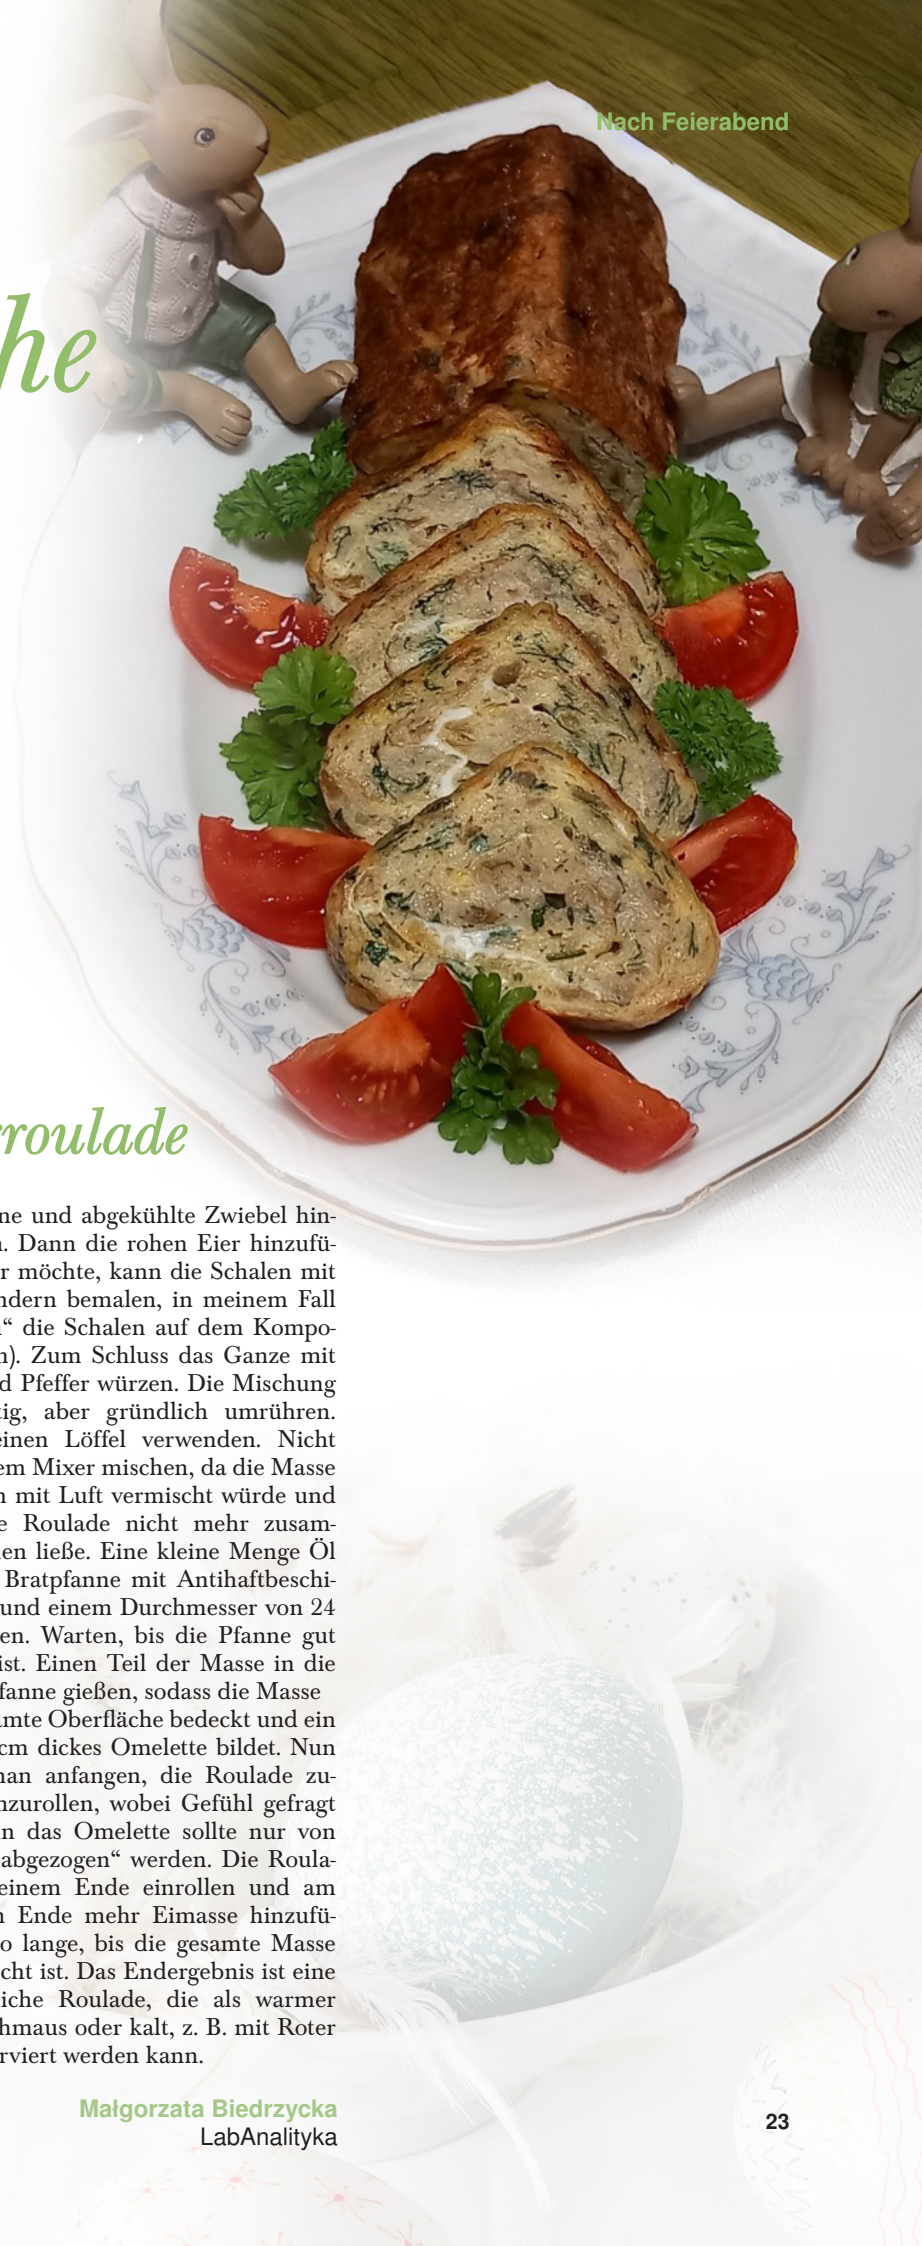 Nach Feierabend
he
roulade
ne und abgekühlte Zwiebel hin-
. Dann die rohen Eier hinzufü-
r möchte, kann die Schalen mit
ndern bemalen, in meinem Fall
“ die Schalen auf dem Kompo-
n). Zum Schluss das Ganze mit
d Pfeffer würzen. Die Mischung
tig, aber gründlich umrühren.
einen Löffel verwenden. Nicht
em Mixer mischen, da die Masse
n mit Luft vermischt würde und
e Roulade nicht mehr zusam-
en ließe. Eine kleine Menge Öl
Bratpfanne mit Antihaftbeschi-
und einem Durchmesser von 24
en. Warten, bis die Pfanne gut
ist. Einen Teil der Masse in die
fanne gießen, sodass die Masse
amte Oberfläche bedeckt und ein
cm dickes Omelette bildet. Nun
man anfangen, die Roulade zu-
nzurollen, wobei Gefühl gefragt
n das Omelette sollte nur von
abgezogen“ werden. Die Roula-
einem Ende einrollen und am
n Ende mehr Eimasse hinzufü-
o lange, bis die gesamte Masse
cht ist. Das Endergebnis ist eine
iche Roulade, die als warmer
hmaus oder kalt, z. B. mit Roter
rviert werden kann.
Małgorzata Biedrzycka
LabAnalityka
23